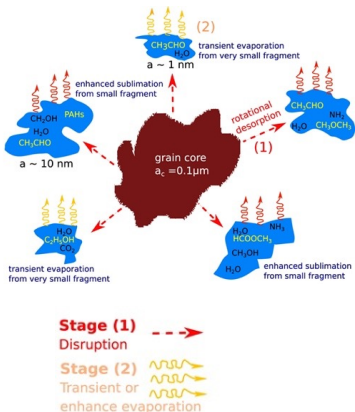 (2)
CH3CHO
H2O
transient evaporation
from very small fragment
a ~ 1 nm
enhanced sublimation
from small fragment
CH2OH
PAHs
H2O
CH3CHO
a ~ 10 nm
rotational
desorption
(1)
CH2CHO
NH2
H2O
CH3OCH3
grain core
ac =0.1μm
H2O
C2H5OH
CO2
transient evaporation
from very small fragment
H2O
NH3
HCOOCH3
CH3OH
H2O
enhanced sublimation
from small fragment
Stage (1)
Disruption
Stage (2)
Transient or
enhance evaporation